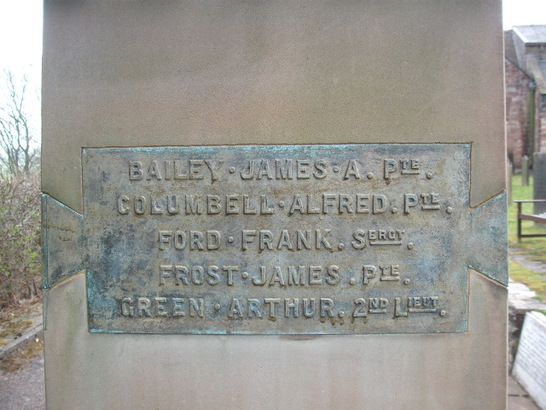 BAILEY · JAMES · A. PTE.
COLUMBELL · ALFRED. PTE.
FORD · FRANK. SERGT.
FROST · JAMES. PTE.
GREEN · ARTHUR. 2ND LIEUT.